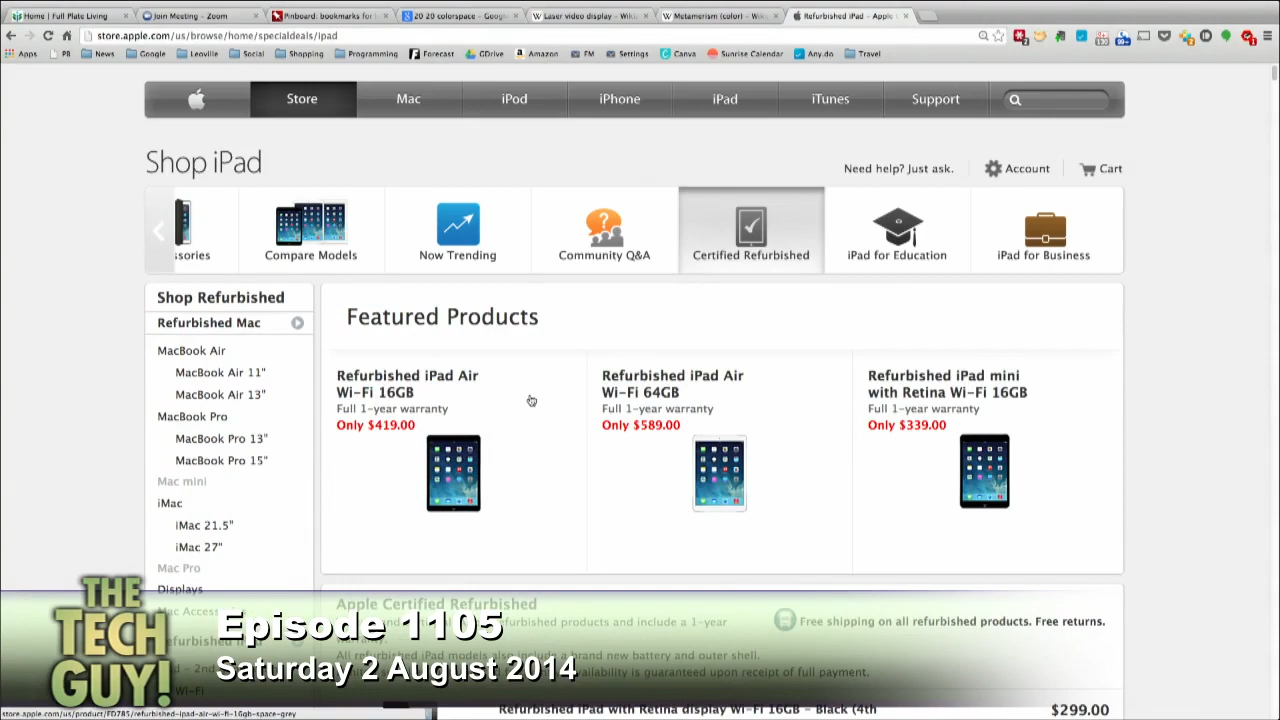 Home | Full Plate Living
Join Meeting - Zoom
Pinboard: bookmarks for l
20 20 colorspace - Goog
Laser video display - Wiki
Metamerism (color) - Wik
Refurbished iPad - Apple
store.apple.com/us/browse/home/specialdeals/ipad
Apps PR News Google Leoville Social Shopping Programming Forecast GDrive Amazon FM Settings Canva Sunrise Calendar Any.do Travel
Store Mac iPod iPhone iPad iTunes Support
Shop iPad
Need help? Just ask. Account Cart
ssories Compare Models Now Trending Community Q&A Certified Refurbished iPad for Education iPad for Business
Shop Refurbished
Refurbished Mac
MacBook Air
MacBook Air 11"
MacBook Air 13"
MacBook Pro
MacBook Pro 13"
MacBook Pro 15"
Mac mini
iMac
iMac 21.5"
iMac 27"
Mac Pro
Displays
Featured Products
Refurbished iPad Air
Wi-Fi 16GB
Full 1-year warranty
Only $419.00
Refurbished iPad Air
Wi-Fi 64GB
Full 1-year warranty
Only $589.00
Refurbished iPad mini
with Retina Wi-Fi 16GB
Full 1-year warranty
Only $339.00
Apple Certified Refurbished
refurbished products and include a 1-year
Free shipping on all refurbished products. Free returns.
All refurbished iPad models also include a brand new battery and outer shell.
availability is guaranteed upon receipt of full payment.
Refurbished iPad with Retina display Wi-Fi 16GB - Black (4th
$299.00
THE
TECH
GUY!
Episode 1105
Saturday 2 August 2014
store.apple.com/us/product/FD785/refurbished-ipad-air-wi-fi-16gb-space-grey